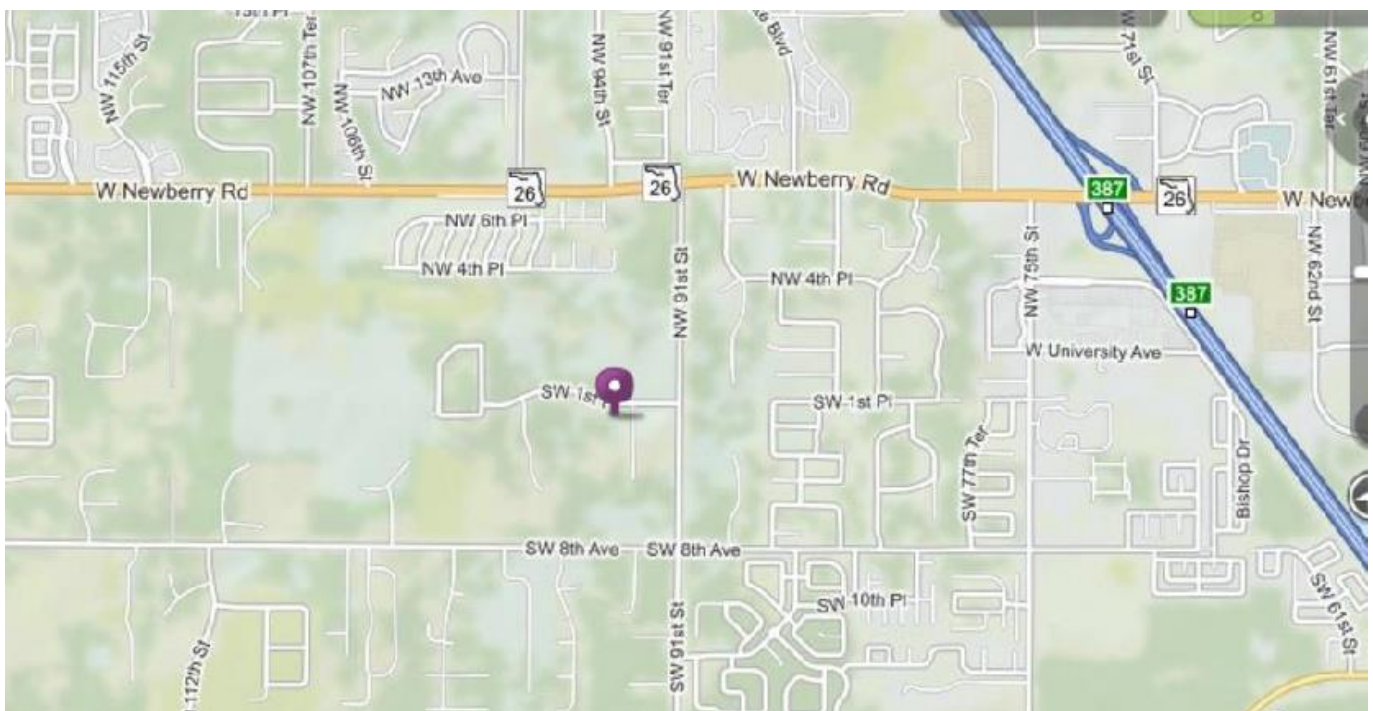 NW 115th St
NW 107th Ter
NW 106th St
NW 13th Ave
NW 94th St
NW 91st Ter
Blvd
W 71st St
NW 61st Ter
W Newberry Rd
26
26
W Newberry Rd
387
26
W Newb
NW 6th Pl
NW 4th Pl
NW 91st St
NW 4th Pl
NW 75th St
387
NW 62nd St
W University Ave
SW 1st P
SW 1st Pl
SW 77th Ter
Bishop Dr
SW 8th Ave
SW 8th Ave
SW 10th Pl
SW 61st St
112th St
SW 91st St